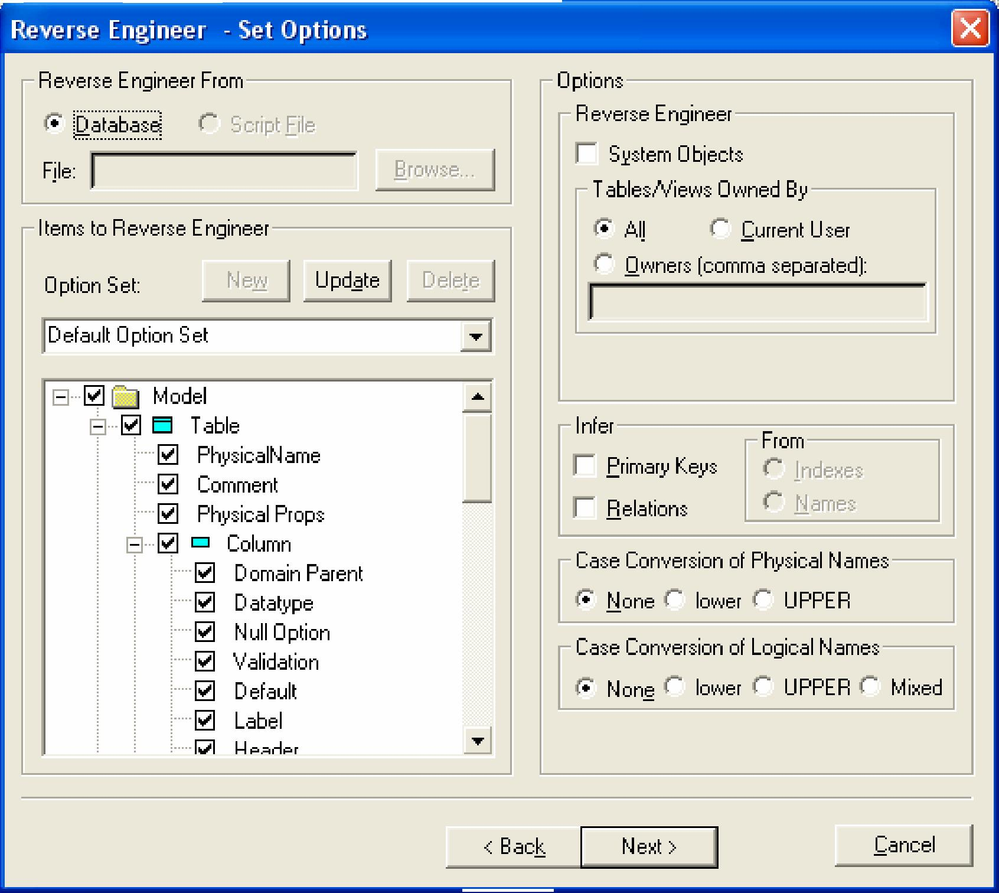 Reverse Engineer - Set Options
Reverse Engineer From
Database Script File
File: Browse...
Items to Reverse Engineer
Option Set: New Update Delete
Default Option Set
Model
Table
PhysicalName
Comment
Physical Props
Column
Domain Parent
Datatype
Null Option
Validation
Default
Label
Header
Options
Reverse Engineer
System Objects
Tables/Views Owned By
All Current User
Owners (comma separated):
Infer
Primary Keys
Relations
From
Indexes
Names
Case Conversion of Physical Names
None lower UPPER
Case Conversion of Logical Names
None lower UPPER Mixed
< Back Next > Cancel